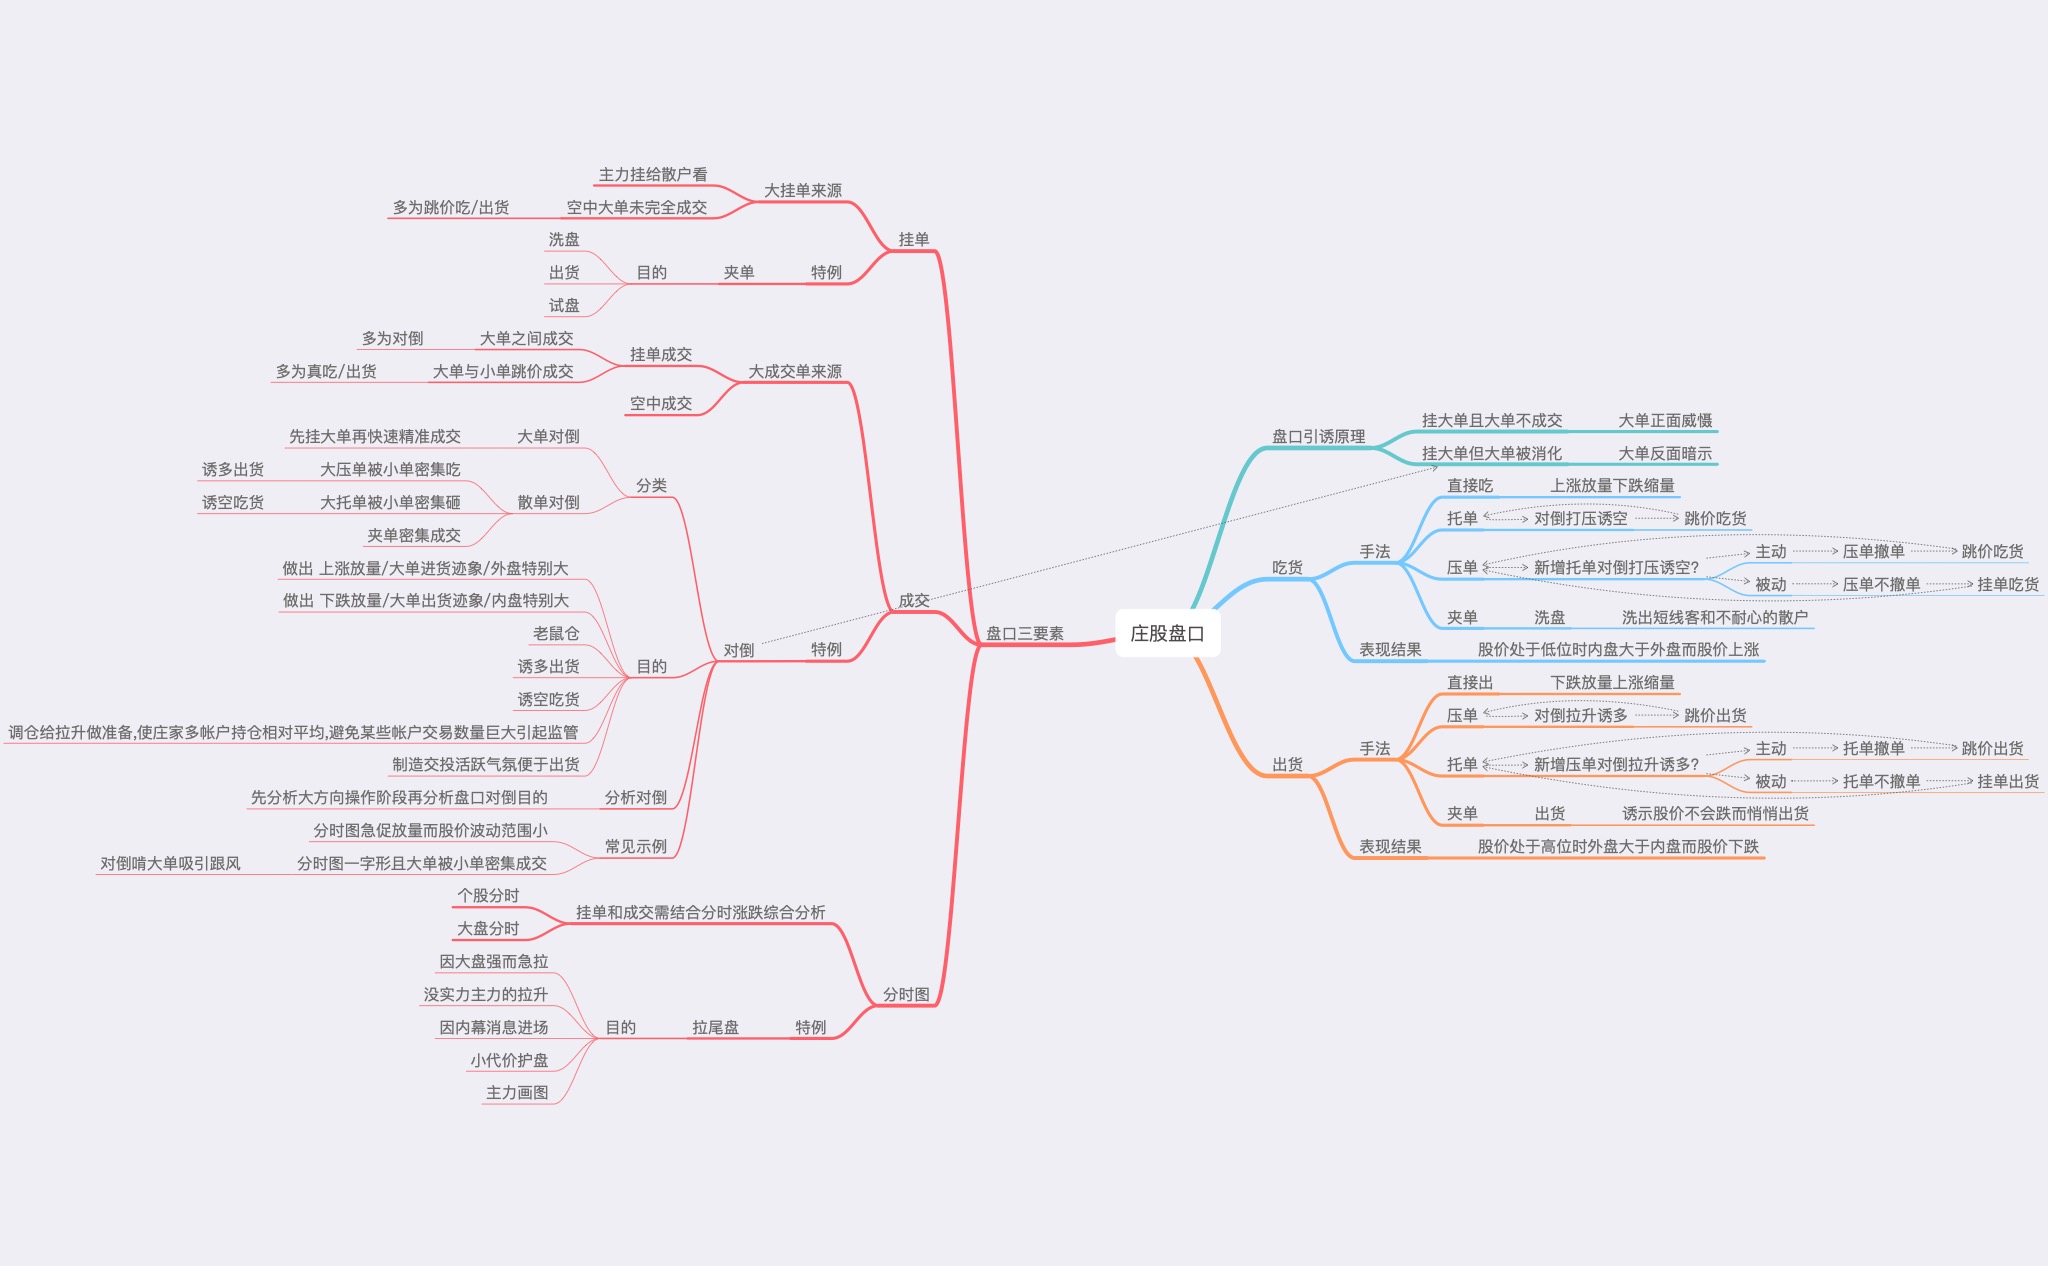 庄股盘口
盘口三要素
挂单
大挂单来源
主力挂给散户看
空中大单未完全成交
多为跳价吃/出货
特例
夹单
目的
洗盘
出货
试盘
成交
大成交单来源
挂单成交
大单之间成交
多为对倒
大单与小单跳价成交
多为真吃/出货
空中成交
特例
对倒
分类
大单对倒
先挂大单再快速精准成交
散单对倒
大压单被小单密集吃
诱多出货
大托单被小单密集砸
诱空吃货
夹单密集成交
目的
做出 上涨放量/大单进货迹象/外盘特别大
做出 下跌放量/大单出货迹象/内盘特别大
老鼠仓
诱多出货
诱空吃货
调仓给拉升做准备,使庄家多帐户持仓相对平均,避免某些帐户交易数量巨大引起监管
制造交投活跃气氛便于出货
分析对倒
先分析大方向操作阶段再分析盘口对倒目的
常见示例
分时图急促放量而股价波动范围小
分时图一字形且大单被小单密集成交
对倒啃大单吸引跟风
分时图
挂单和成交需结合分时涨跌综合分析
个股分时
大盘分时
特例
拉尾盘
目的
因大盘强而急拉
没实力主力的拉升
因内幕消息进场
小代价护盘
主力画图
盘口引诱原理
挂大单且大单不成交
大单正面威慑
挂大单但大单被消化
大单反面暗示
吃货
手法
直接吃
上涨放量下跌缩量
托单
对倒打压诱空
跳价吃货
压单
新增托单对倒打压诱空?
主动
压单撤单
跳价吃货
被动
压单不撤单
挂单吃货
夹单
洗盘
洗出短线客和不耐心的散户
表现结果
股价处于低位时内盘大于外盘而股价上涨
出货
手法
直接出
下跌放量上涨缩量
压单
对倒拉升诱多
跳价出货
托单
新增压单对倒拉升诱多?
主动
托单撤单
跳价出货
被动
托单不撤单
挂单出货
夹单
出货
诱示股价不会跌而悄悄出货
表现结果
股价处于高位时外盘大于内盘而股价下跌